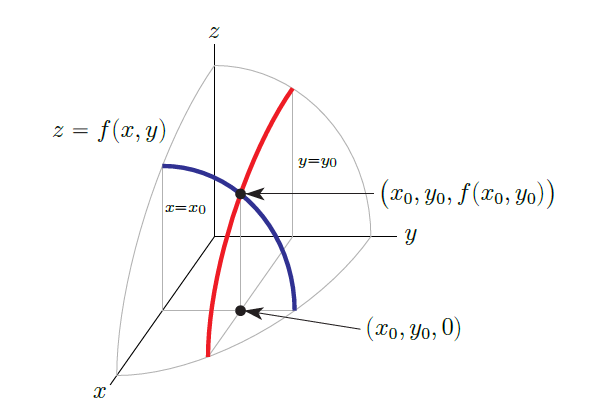 z
z = f(x, y)
y=y₀
(x₀, y₀, f(x₀, y₀))
x=x₀
y
(x₀, y₀, 0)
x